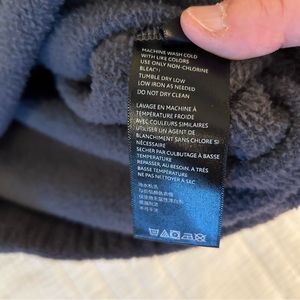 MACHINE WASH COLD
WITH LIKE COLORS
USE ONLY NON-CHLORINE
BLEACH
TUMBLE DRY LOW
LOW IRON AS NEEDED
DO NOT DRY CLEAN
LAVAGE EN MACHINE À
TEMPÉRATURE FROIDE
AVEC COULEURS SIMILAIRES
UTILISER UN AGENT DE
BLANCHIMENT SANS CHLORE SI
NÉCESSAIRE
SECHER PAR CULBUTAGE À BASSE
TEMPÉRATURE
REPASSER, AU BESOIN, À TRÈS
BASSE TEMPÉRATURE
NE PAS NETTOYER À SEC